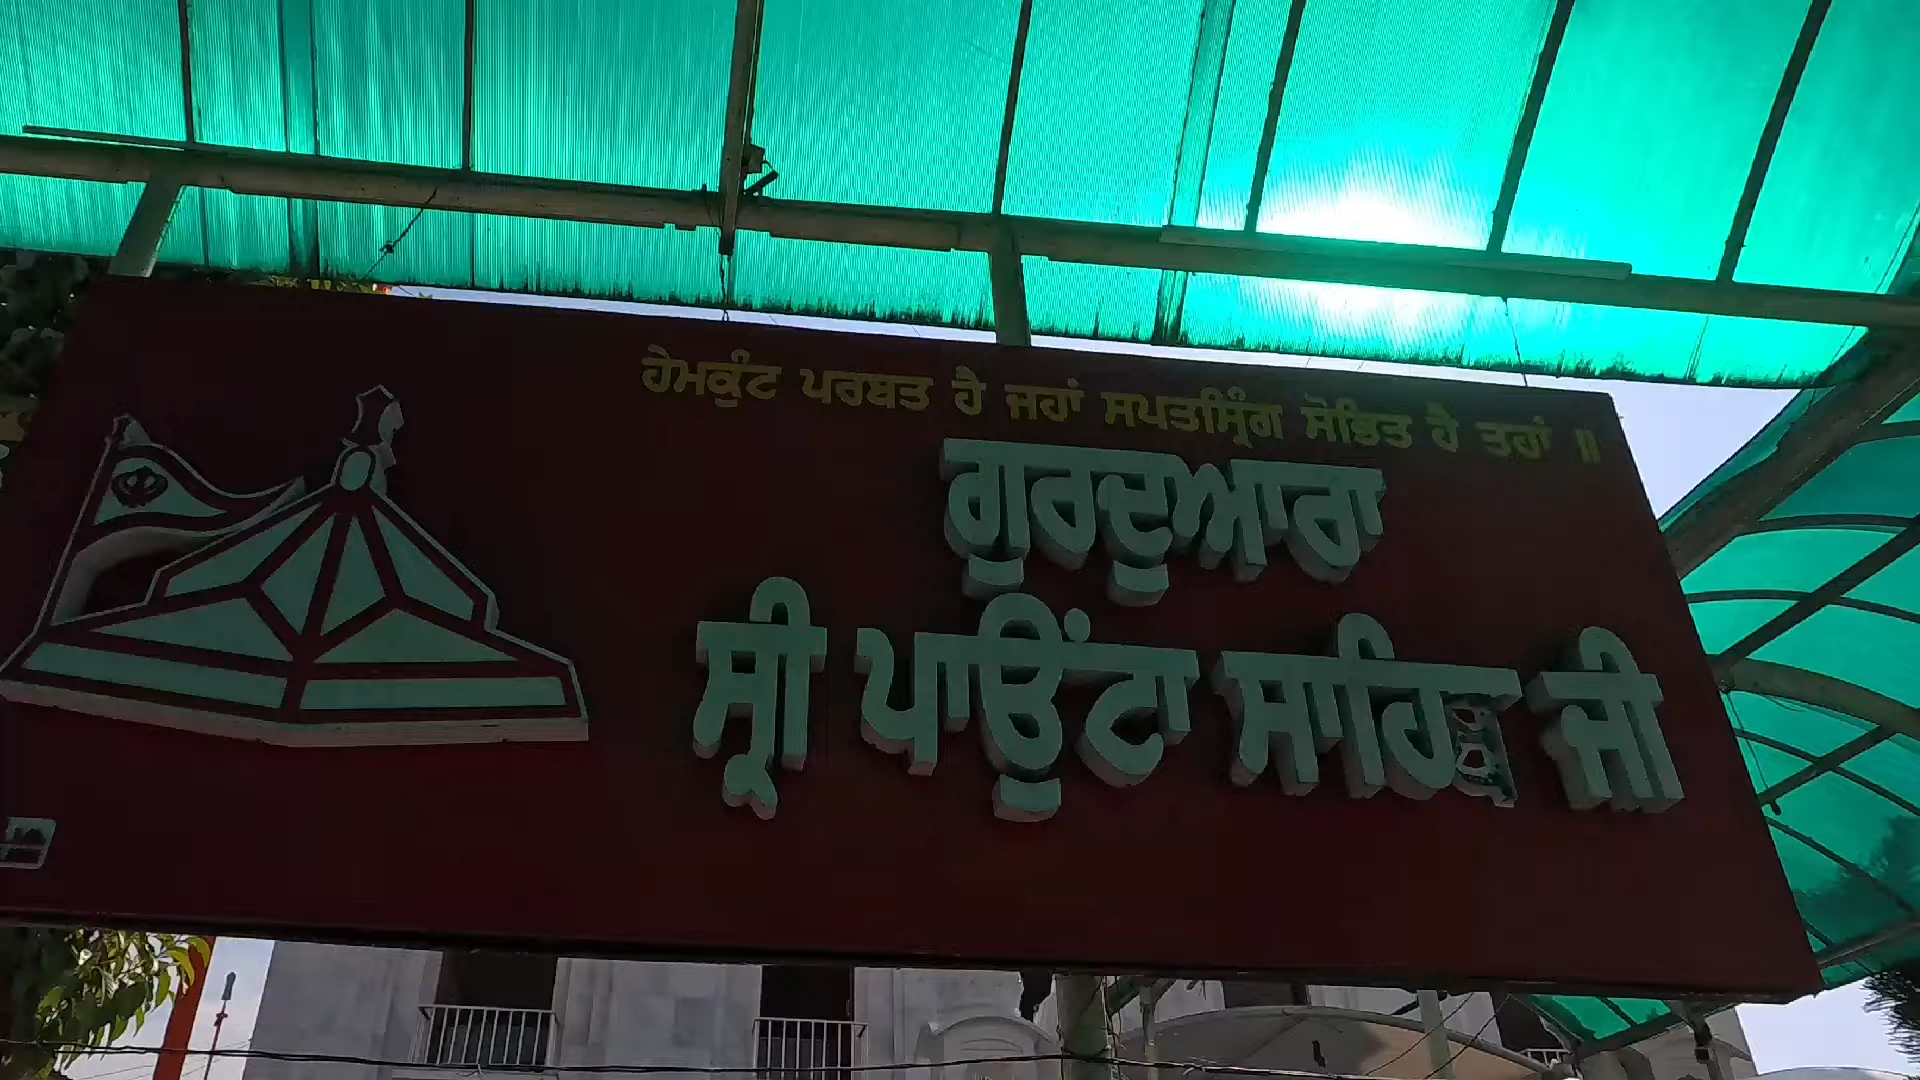 ਹੇਮਕੁੰਟ ਪਰਬਤ ਹੈ ਜਹਾਂ ਸਪਤਸ੍ਰਿੰਗ ਸੋਭਿਤ ਹੈ ਤਹਾਂ ॥
ਗੁਰਦੁਆਰਾ
ਸ੍ਰੀ ਪਾਉਂਟਾ ਸਾਹਿਬ ਜੀ